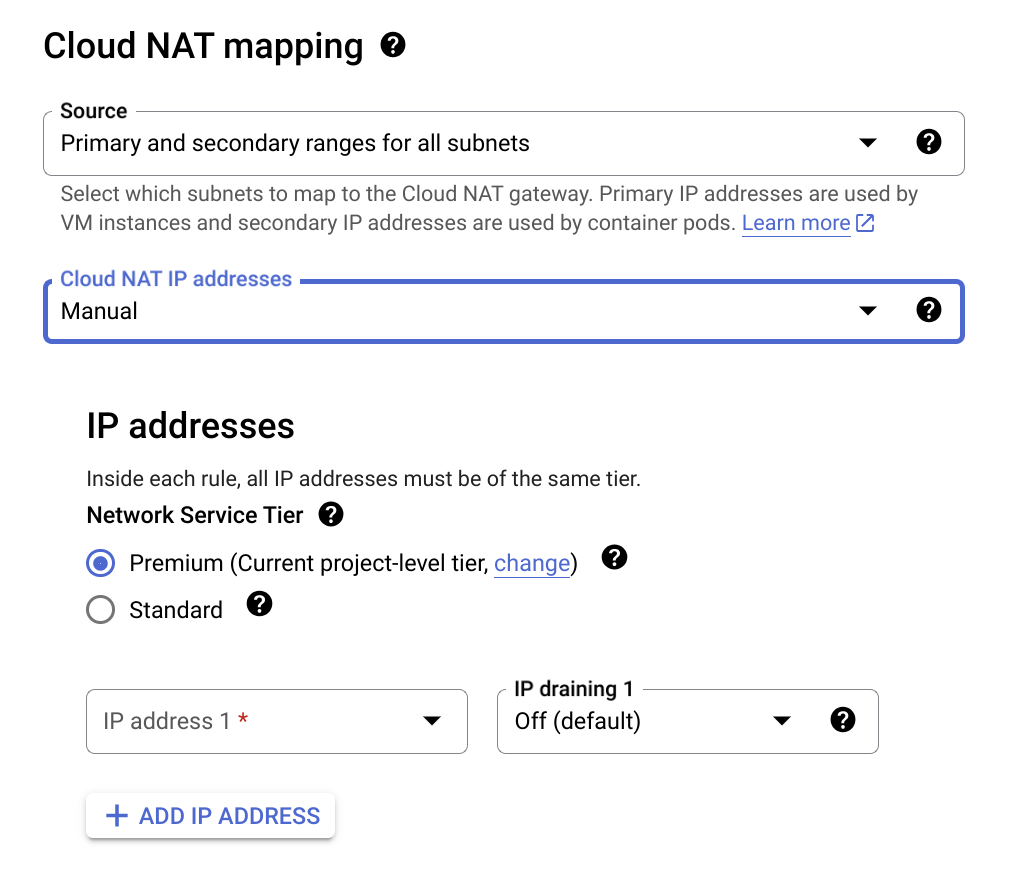 Cloud NAT mapping
Source
Primary and secondary ranges for all subnets
Select which subnets to map to the Cloud NAT gateway. Primary IP addresses are used by
VM instances and secondary IP addresses are used by container pods. Learn more
Cloud NAT IP addresses
Manual
IP addresses
Inside each rule, all IP addresses must be of the same tier.
Network Service Tier
Premium (Current project-level tier, change)
Standard
IP address 1 *
IP draining 1
Off (default)
+ ADD IP ADDRESS